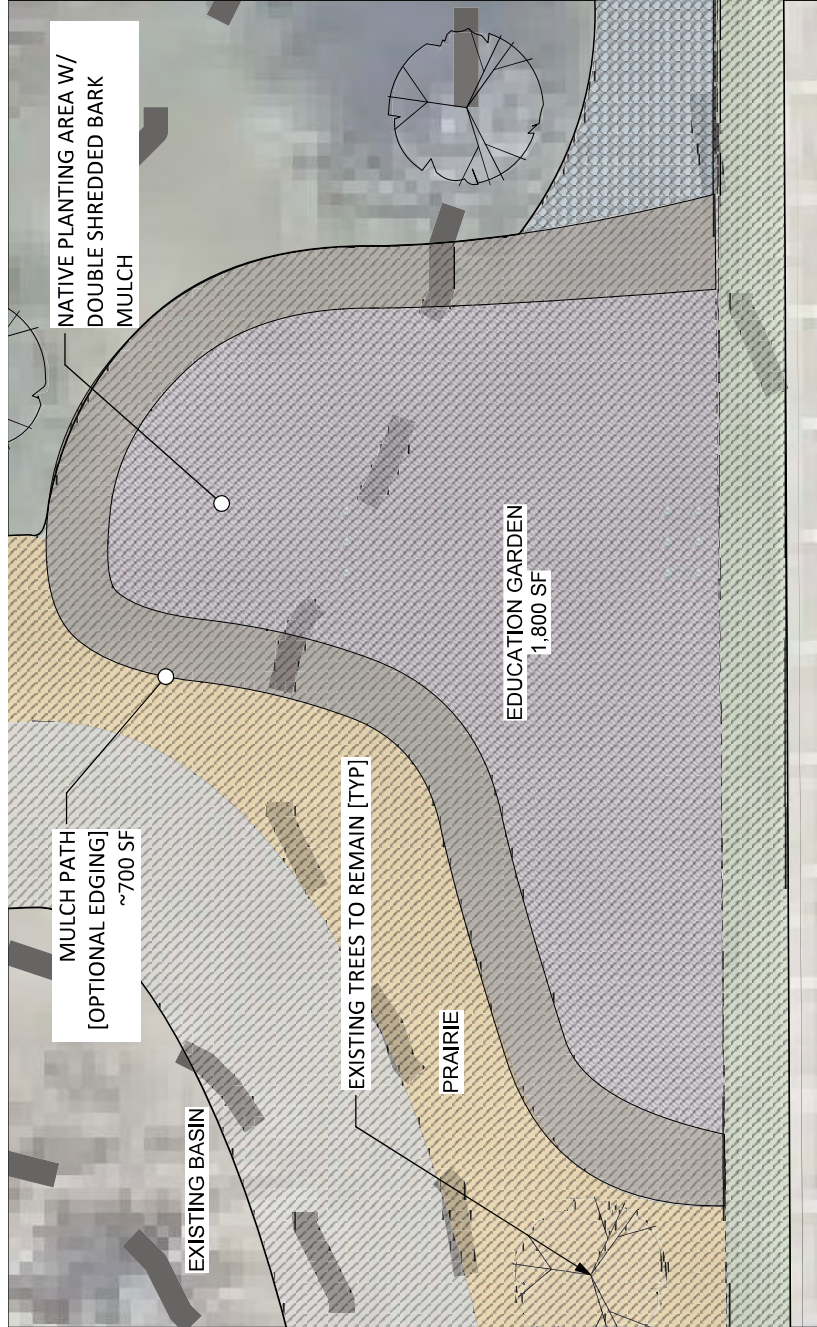 NATIVE PLANTING AREA W/
DOUBLE SHREDDED BARK
MULCH
MULCH PATH
[OPTIONAL EDGING]
~700 SF
EDUCATION GARDEN
1,800 SF
EXISTING TREES TO REMAIN [TYP]
PRAIRIE
EXISTING BASIN